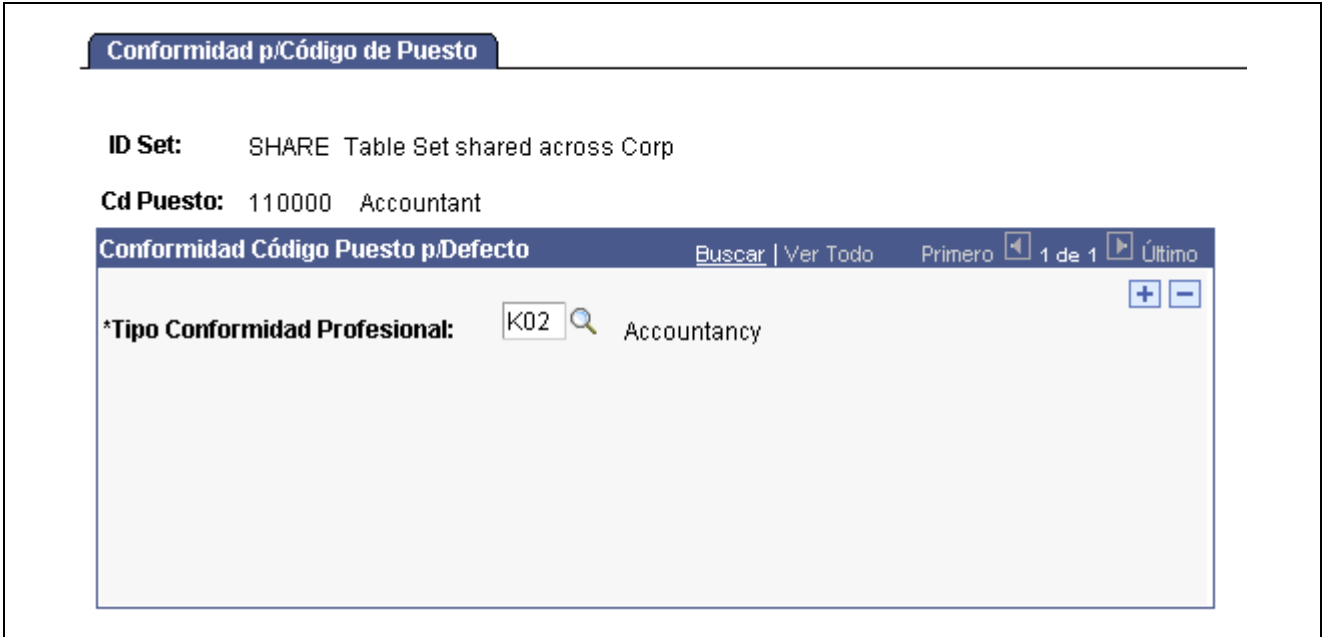 Conformidad p/Código de Puesto
ID Set: SHARE Table Set shared across Corp
Cd Puesto: 110000 Accountant
Conformidad Código Puesto p/Defecto Buscar | Ver Todo Primero 1 de 1 Último
*Tipo Conformidad Profesional: K02 Accountancy